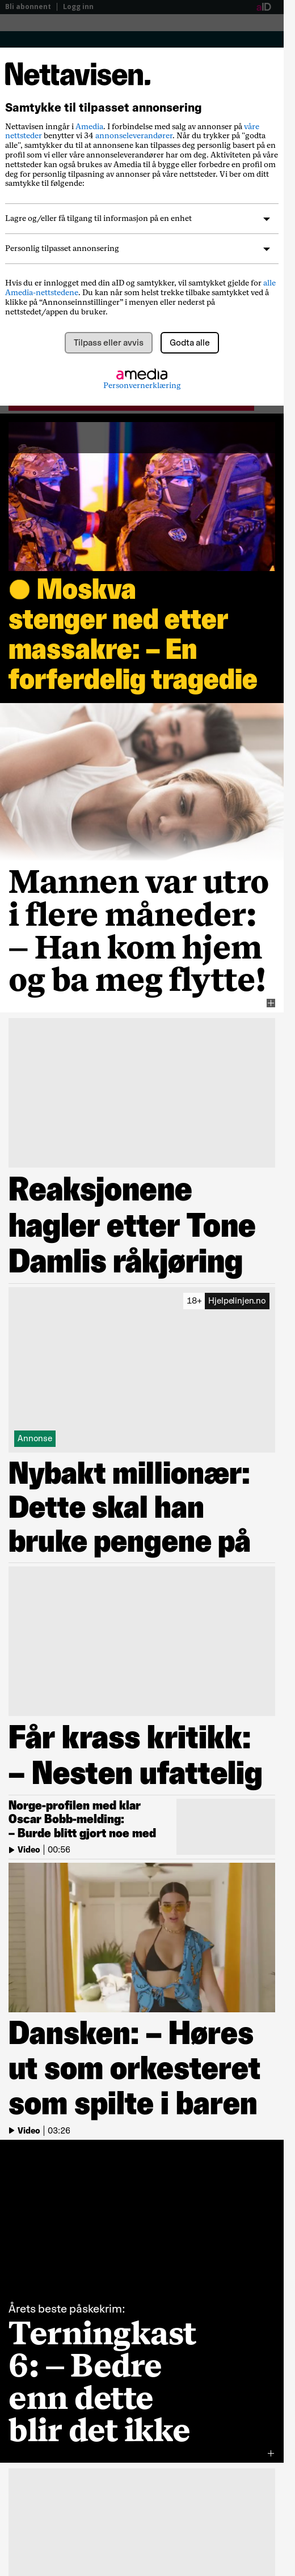 Bli abonnent | Logg inn
aID
Nettavisen.
Samtykke til tilpasset annonsering
Nettavisen inngår i Amedia. I forbindelse med salg av annonser på våre
nettsteder benytter vi 34 annonseleverandører. Når du trykker på "godta
alle", samtykker du til at annonsene kan tilpasses deg personlig basert på en
profil som vi eller våre annonseleverandører har om deg. Aktiviteten på våre
nettsteder kan også brukes av Amedia til å bygge eller forbedre en profil om
deg for personlig tilpasning av annonser på våre nettsteder. Vi ber om ditt
samtykke til følgende:
Lagre og/eller få tilgang til informasjon på en enhet
Personlig tilpasset annonsering
Hvis du er innlogget med din aID og samtykker, vil samtykket gjelde for alle
Amedia-nettstedene. Du kan når som helst trekke tilbake samtykket ved å
klikke på “Annonseinnstillinger” i menyen eller nederst på
nettstedet/appen du bruker.
Tilpass eller avvis
Godta alle
amedia
Personvernerklæring
Moskva
stenger ned etter
massakre: – En
forferdelig tragedie
Mannen var utro
i flere måneder:
– Han kom hjem
og ba meg flytte!
Reaksjonene
hagler etter Tone
Damlis råkjøring
18+ Hjelpelinjen.no
Annonse
Nybakt millionær:
Dette skal han
bruke pengene på
Får krass kritikk:
– Nesten ufattelig
Norge-profilen med klar
Oscar Bobb-melding:
– Burde blitt gjort noe med
Video | 00:56
Dansken: – Høres
ut som orkesteret
som spilte i baren
Video | 03:26
Årets beste påskekrim:
Terningkast
6: – Bedre
enn dette
blir det ikke